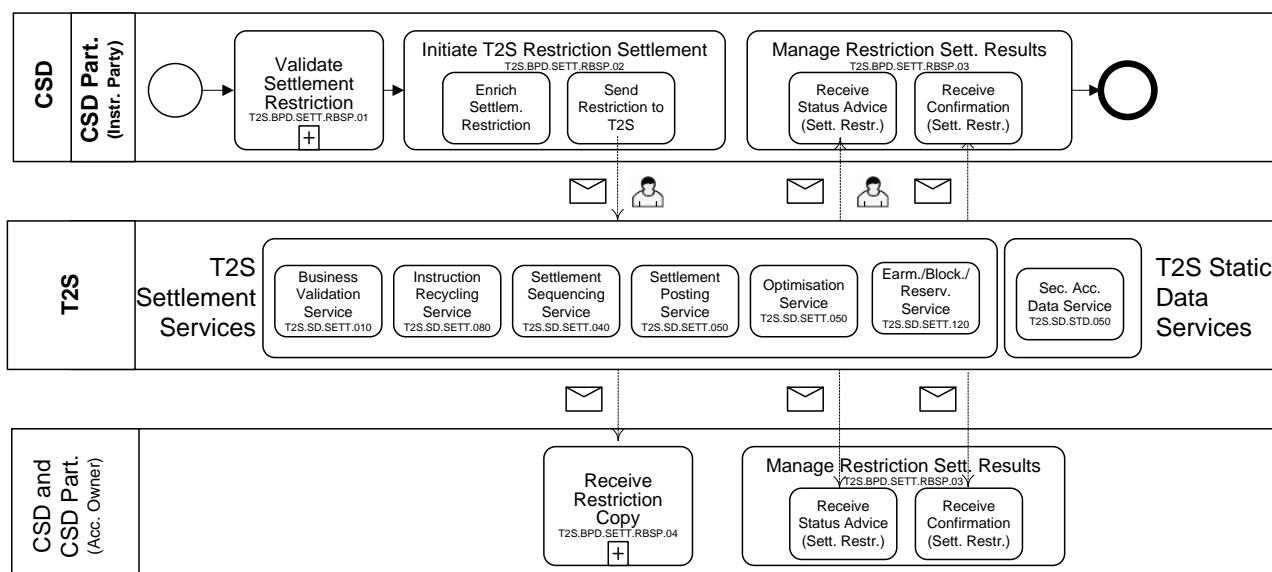 CSD
CSD Part.
(Instr. Party)
Validate
Settlement
Restriction
T2S.BPD.SETT.RBSP.01
+
Initiate T2S Restriction Settlement
T2S.BPD.SETT.RBSP.02
Enrich
Settlem.
Restriction
Send
Restriction to
T2S
Manage Restriction Sett. Results
T2S.BPD.SETT.RBSP.03
Receive
Status Advice
(Sett. Restr.)
Receive
Confirmation
(Sett. Restr.)
T2S
T2S
Settlement
Services
Business
Validation
Service
T2S.SD.SETT.010
Instruction
Recycling
Service
T2S.SD.SETT.080
Settlement
Sequencing
Service
T2S.SD.SETT.040
Settlement
Posting
Service
T2S.SD.SETT.050
Optimisation
Service
T2S.SD.SETT.050
Earm./Block./
Reserv.
Service
T2S.SD.SETT.120
Sec. Acc.
Data Service
T2S.SD.STD.050
T2S Static
Data
Services
CSD and
CSD Part.
(Acc. Owner)
Receive
Restriction
Copy
T2S.BPD.SETT.RBSP.04
+
Manage Restriction Sett. Results
T2S.BPD.SETT.RBSP.03
Receive
Status Advice
(Sett. Restr.)
Receive
Confirmation
(Sett. Restr.)